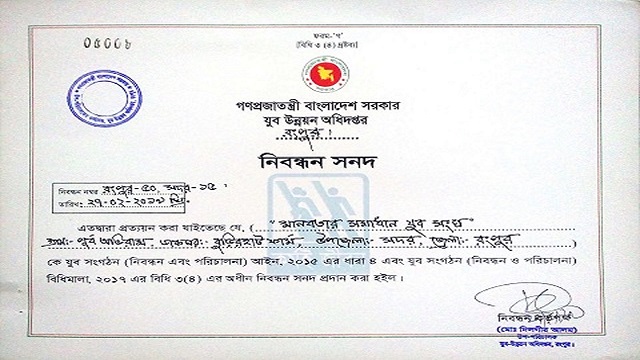 ০৫০০৮
ফরম-'গ'
[বিধি ৩ (৪) দ্রষ্টব্য]
গণপ্রজাতন্ত্রী বাংলাদেশ সরকার
যুব উন্নয়ন অধিদপ্তর
রংপুর।
নিবন্ধন সনদ
নিবন্ধন নম্বর রংপুর-৫০, সদর-১৫
তারিখ:
এতদ্বারা প্রত্যয়ন করা যাইতেছে যে, ( "মানবতার সমাধান যুব সংঘ"
গ্রাম:- পূর্ব অভিরাম, ডাকঘর:- বুড়িরহাট ফার্ম, উপজেলা:- সদর, জেলা:- রংপুর )
কে যুব সংগঠন (নিবন্ধন এবং পরিচালনা) আইন, ২০১৫ এর ধারা ৪ এবং যুব সংগঠন (নিবন্ধন ও পরিচালনা)
বিধিমালা, ২০১৭ এর বিধি ৩(৪) এর অধীন নিবন্ধন সনদ প্রদান করা হইল।
নিবন্ধন কর্তৃপক্ষ
(মোঃ দিলগীর আলম)
উপ-পরিচালক
যুব-উন্নয়ন অধিদপ্তর, রংপুর।